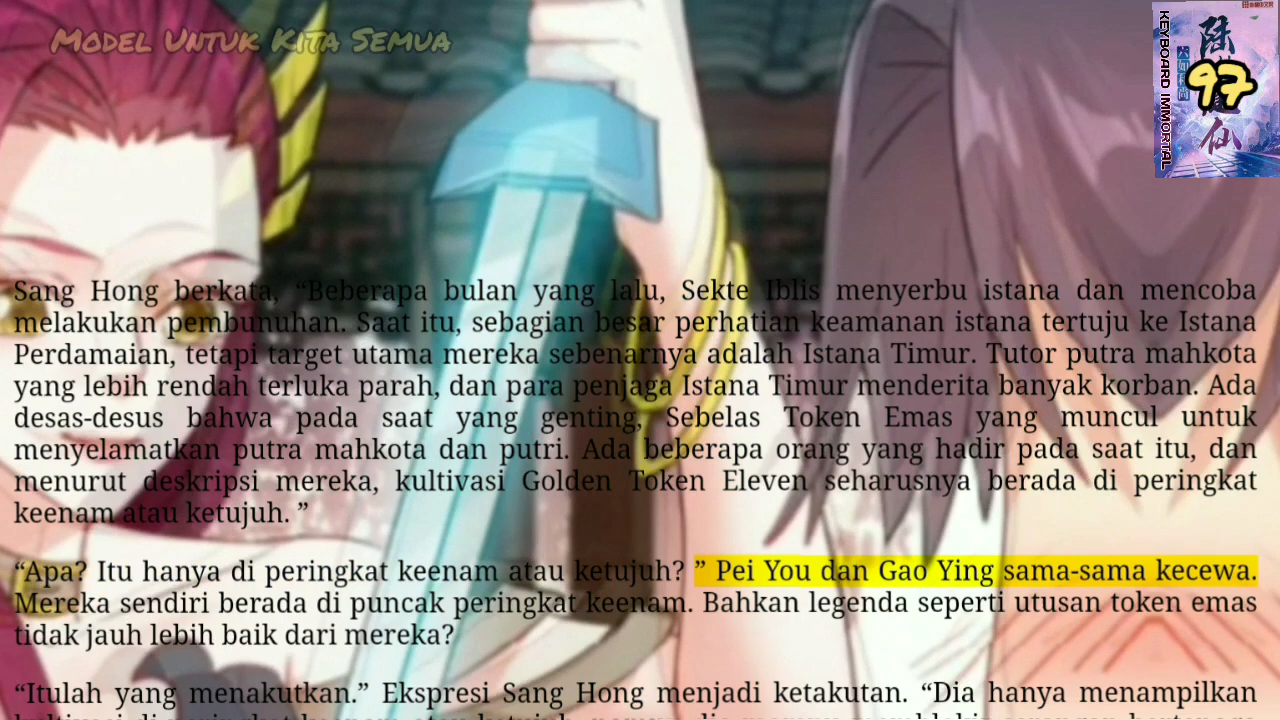 Model Untuk Kita Semua
KEYBOARD IMMORTAL
97
Sang Hong berkata, “Beberapa bulan yang lalu, Sekte Iblis menyerbu istana dan mencoba
melakukan pembunuhan. Saat itu, sebagian besar perhatian keamanan istana tertuju ke Istana
Perdamaian, tetapi target utama mereka sebenarnya adalah Istana Timur. Tutor putra mahkota
yang lebih rendah terluka parah, dan para penjaga Istana Timur menderita banyak korban. Ada
desas-desus bahwa pada saat yang genting, Sebelas Token Emas yang muncul untuk
menyelamatkan putra mahkota dan putri. Ada beberapa orang yang hadir pada saat itu, dan
menurut deskripsi mereka, kultivasi Golden Token Eleven seharusnya berada di peringkat
keenam atau ketujuh. ”
“Apa? Itu hanya di peringkat keenam atau ketujuh? ” Pei You dan Gao Ying sama-sama kecewa.
Mereka sendiri berada di puncak peringkat keenam. Bahkan legenda seperti utusan token emas
tidak jauh lebih baik dari mereka?
“Itulah yang menakutkan.” Ekspresi Sang Hong menjadi ketakutan. “Dia hanya menampilkan